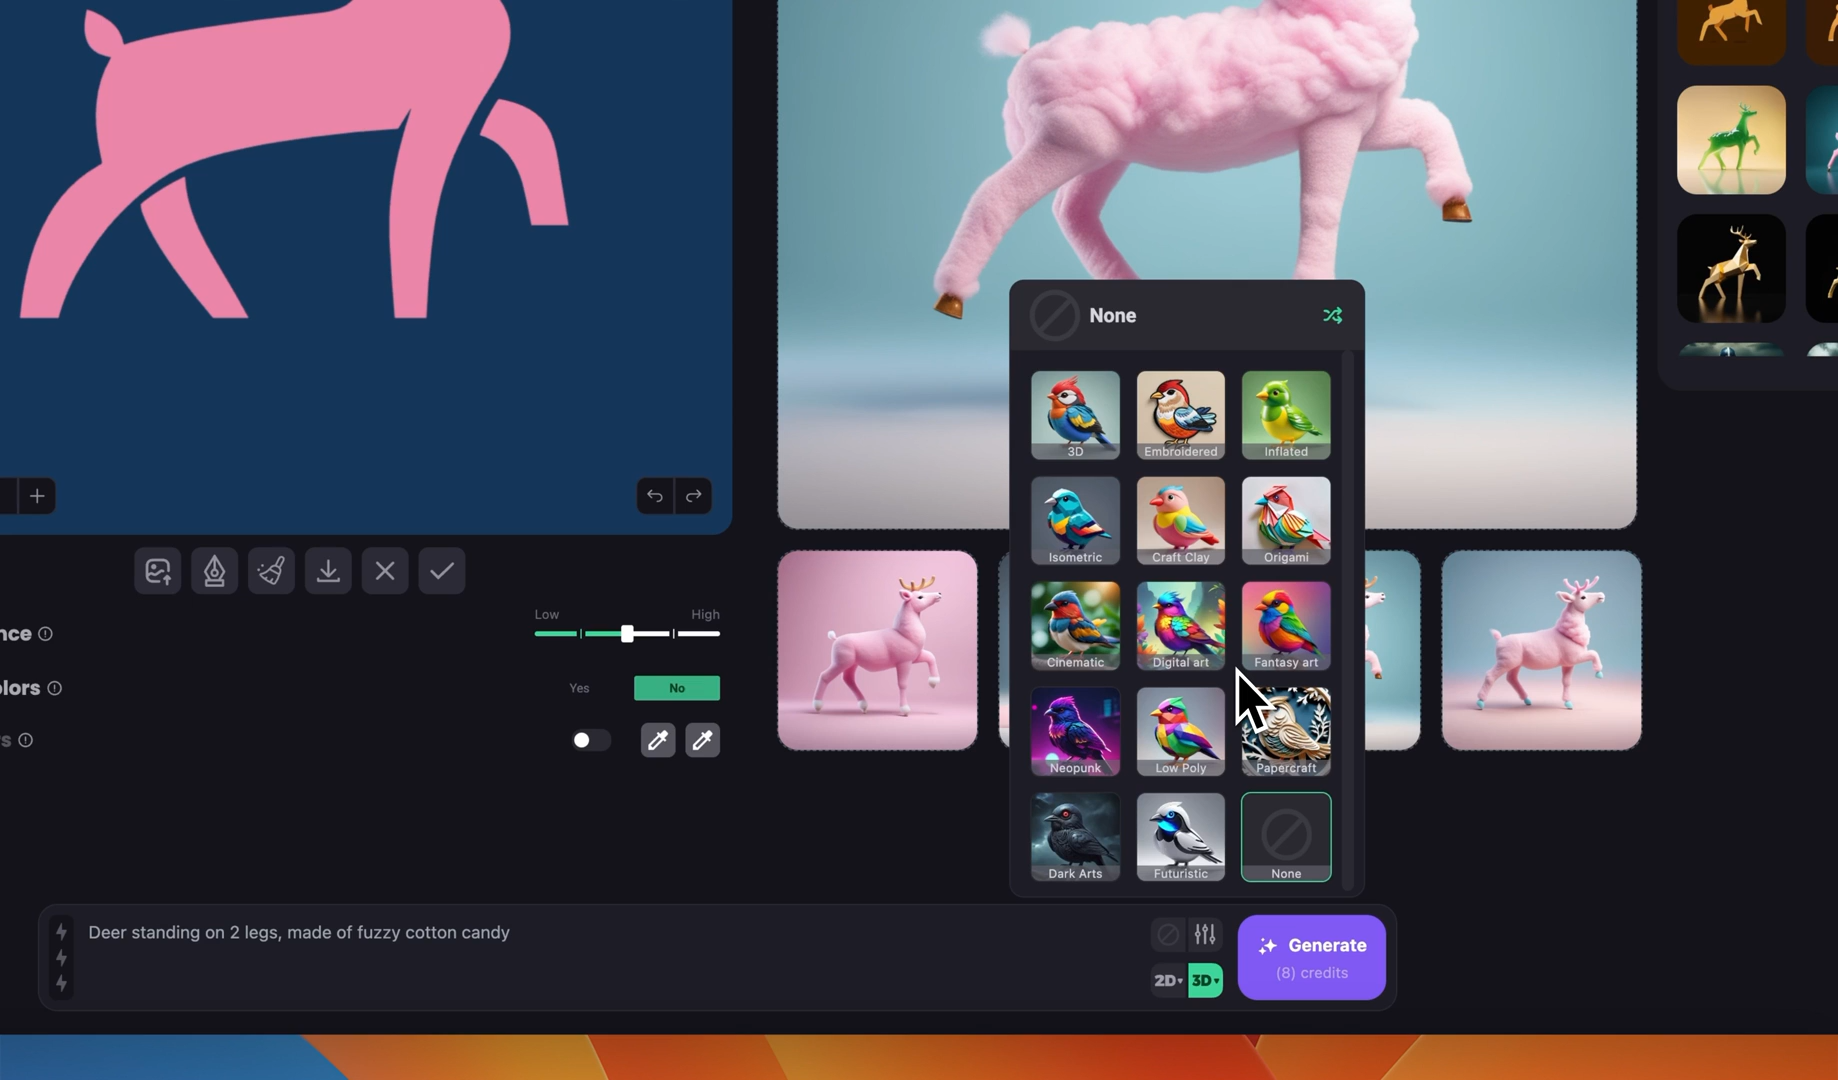 None
3D
Embroidered
Inflated
Isometric
Craft Clay
Origami
Cinematic
Digital art
Fantasy art
Neopunk
Low Poly
Papercraft
Dark Arts
Futuristic
None
Low
High
nce
olors
Yes
No
s
Deer standing on 2 legs, made of fuzzy cotton candy
2D
3D
Generate
(8) credits